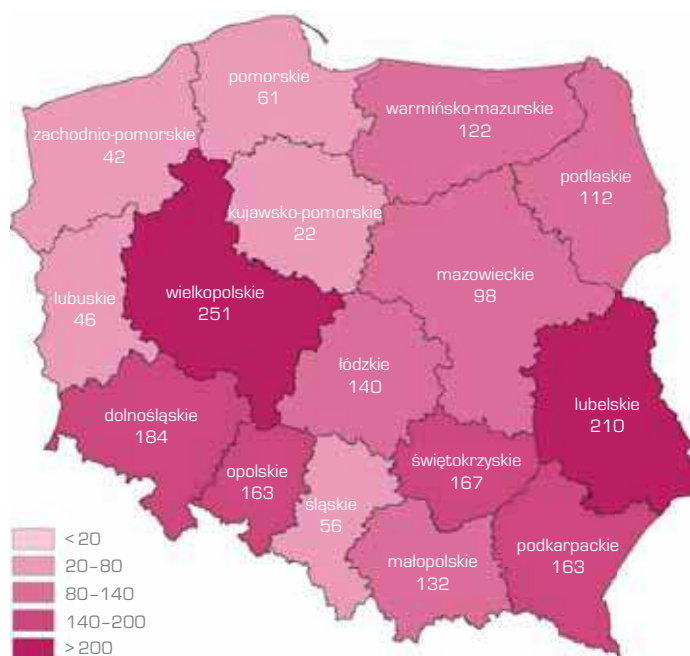 pomorskie
61
warmińsko-mazurskie
122
zachodnio-pomorskie
42
podlaskie
112
kujawsko-pomorskie
22
mazowieckie
98
lubuskie
46
wielkopolskie
251
łódzkie
140
lubelskie
210
dolnośląskie
184
opolskie
163
świętokrzyskie
167
śląskie
56
podkarpackie
163
małopolskie
132
< 20
20–80
80–140
140–200
> 200